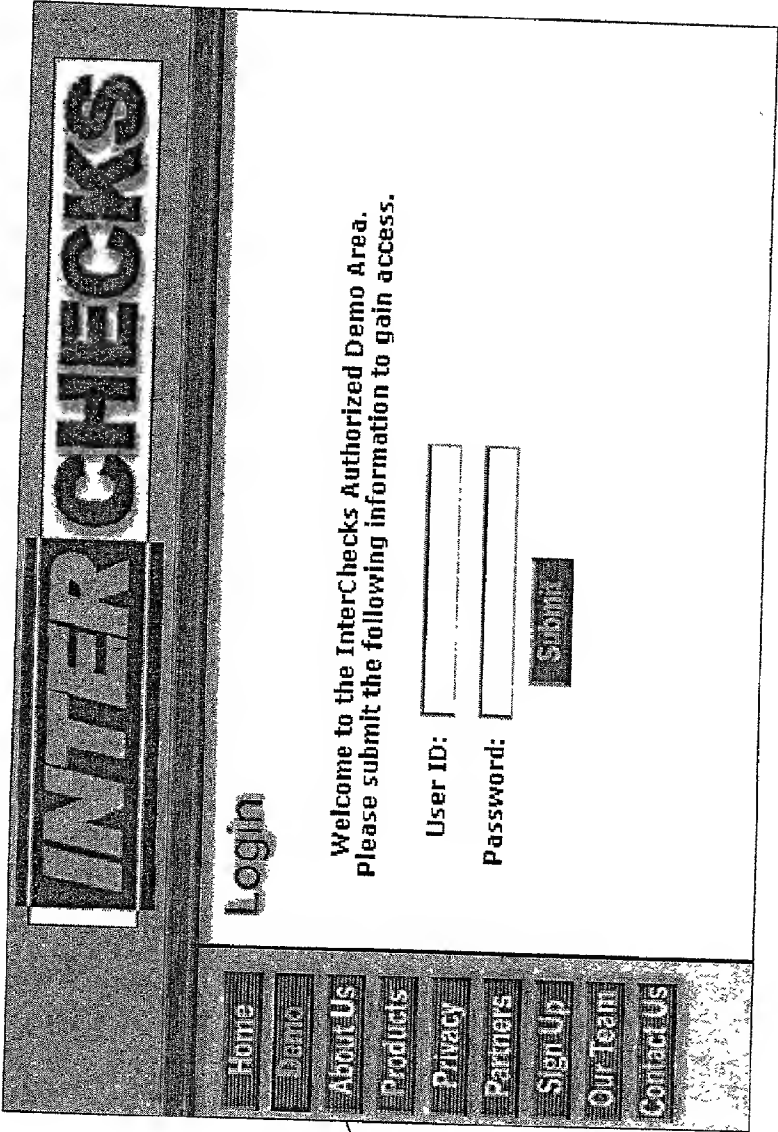 INTERCHECKS
Home
Demo
About Us
Products
Privacy
Partners
Sign Up
Our Team
Contact Us
Login
Welcome to the InterChecks Authorized Demo Area.
Please submit the following information to gain access.
User ID:
Password:
Submit